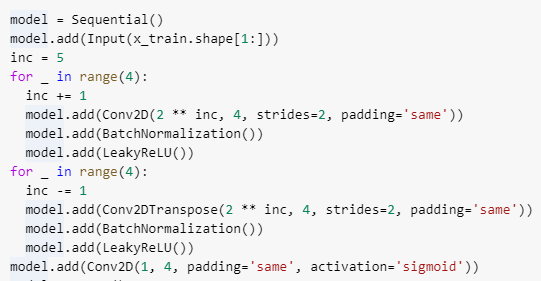 model = Sequential()
model.add(Input(x_train.shape[1:]))
inc = 5
for _ in range(4):
  inc += 1
  model.add(Conv2D(2 ** inc, 4, strides=2, padding='same'))
  model.add(BatchNormalization())
  model.add(LeakyReLU())
for _ in range(4):
  inc -= 1
  model.add(Conv2DTranspose(2 ** inc, 4, strides=2, padding='same'))
  model.add(BatchNormalization())
  model.add(LeakyReLU())
model.add(Conv2D(1, 4, padding='same', activation='sigmoid'))